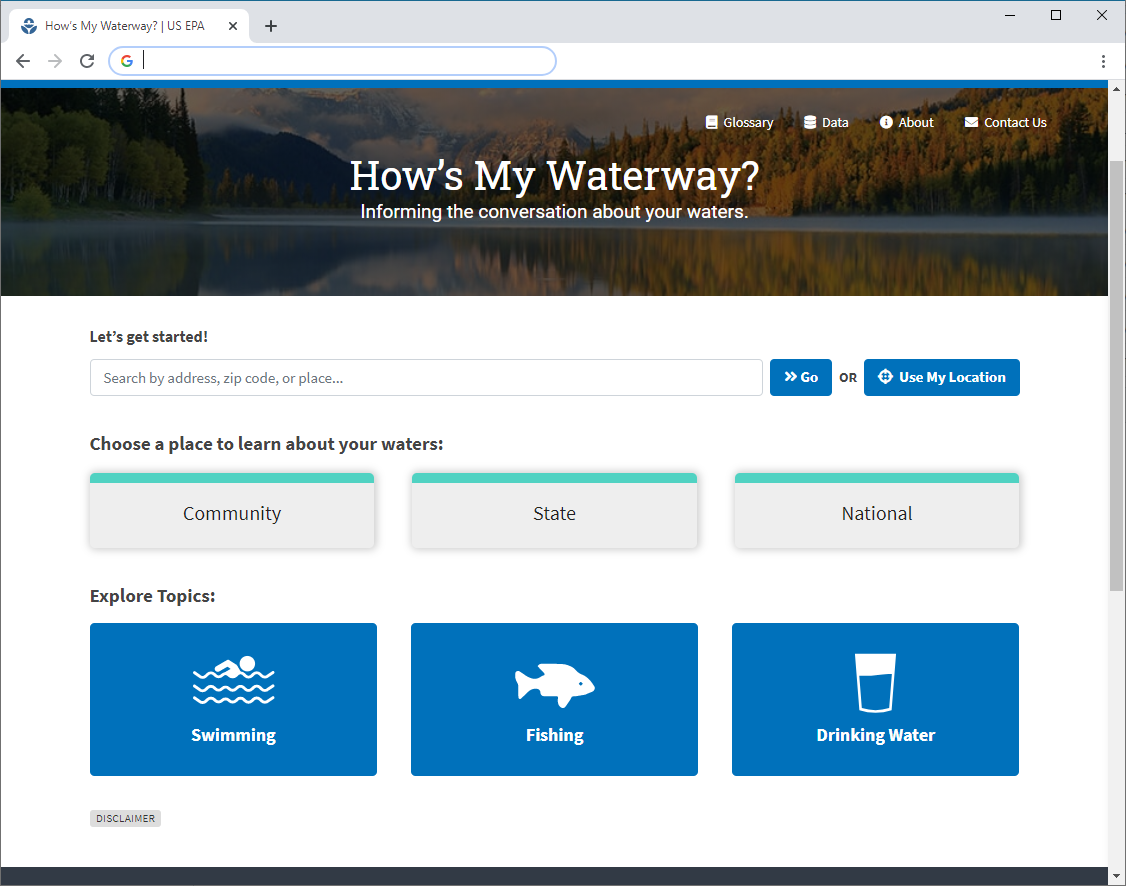 How's My Waterway? | US EPA
Glossary Data About Contact Us
How's My Waterway?
Informing the conversation about your waters.
Let's get started!
Search by address, zip code, or place... Go OR Use My Location
Choose a place to learn about your waters:
Community State National
Explore Topics:
Swimming Fishing Drinking Water
DISCLAIMER